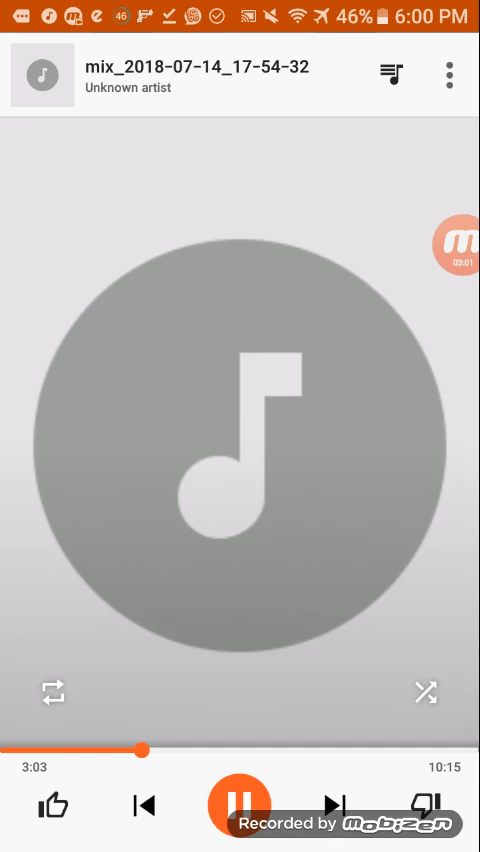 46
46% 6:00 PM
mix_2018-07-14_17-54-32
Unknown artist
m
03:01
3:03
10:15
Recorded by mobizen